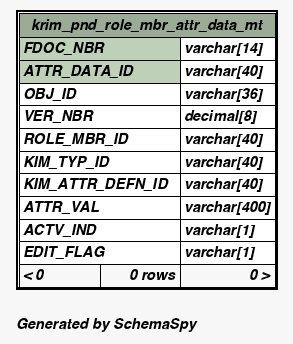 krim_pnd_role_mbr_attr_data_mt
FDOC_NBR varchar[14]
ATTR_DATA_ID varchar[40]
OBJ_ID varchar[36]
VER_NBR decimal[8]
ROLE_MBR_ID varchar[40]
KIM_TYP_ID varchar[40]
KIM_ATTR_DEFN_ID varchar[40]
ATTR_VAL varchar[400]
ACTV_IND varchar[1]
EDIT_FLAG varchar[1]
< 0 0 rows 0 >
Generated by SchemaSpy